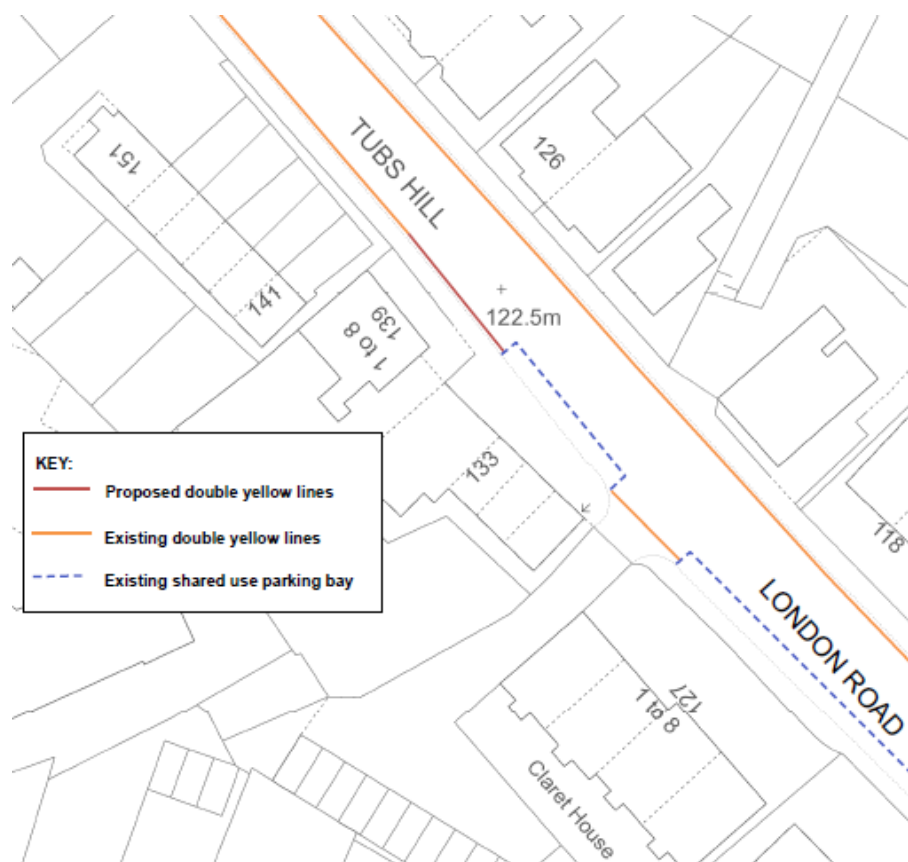 126
TUBS HILL
151
141
139
1 to 8
122.5m
133
KEY:
Proposed double yellow lines
Existing double yellow lines
Existing shared use parking bay
118
LONDON ROAD
127
1 to 8
Claret House